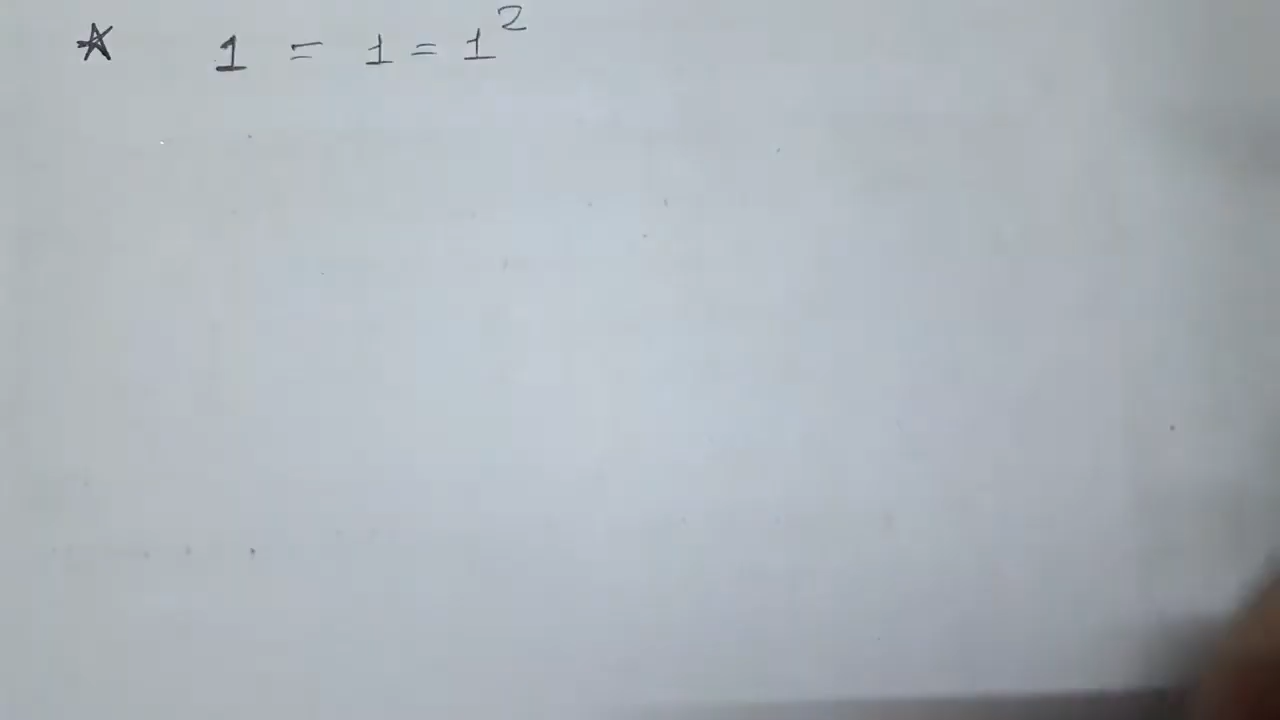 ☆ 1 = 1 = 1²